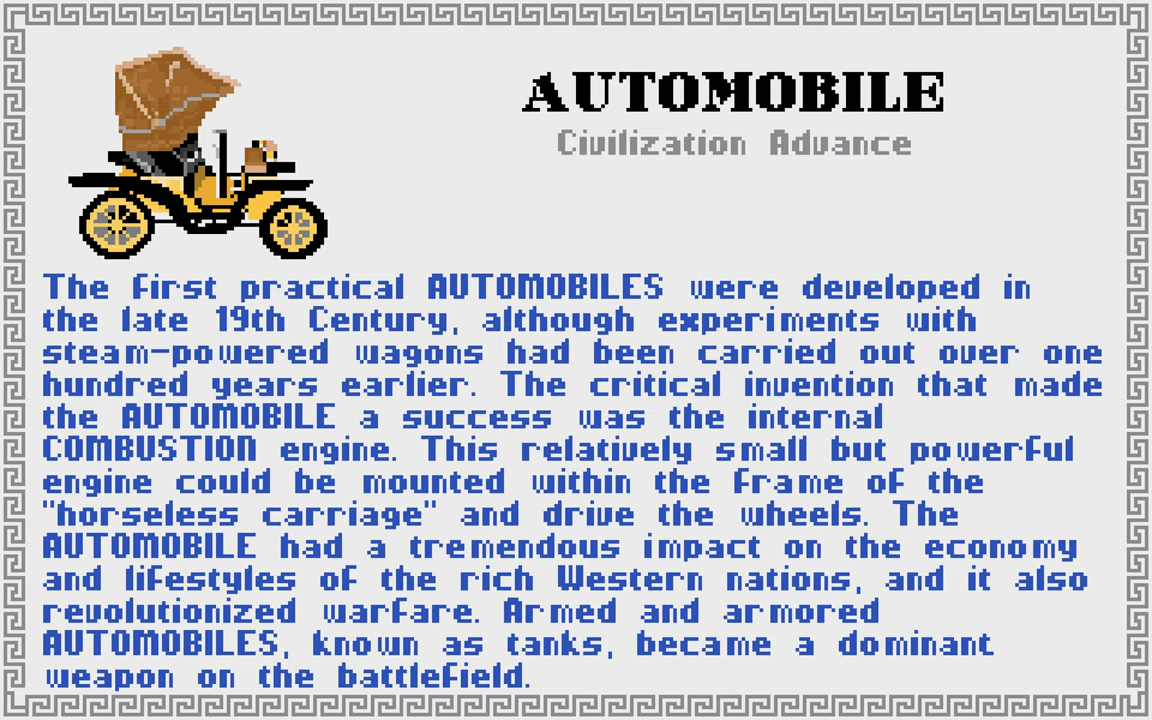 AUTOMOBILE
Civilization Advance
The first practical AUTOMOBILES were developed in
the late 19th Century, although experiments with
steam-powered wagons had been carried out over one
hundred years earlier. The critical invention that made
the AUTOMOBILE a success was the internal
COMBUSTION engine. This relatively small but powerful
engine could be mounted within the frame of the
"horseless carriage" and drive the wheels. The
AUTOMOBILE had a tremendous impact on the economy
and lifestyles of the rich Western nations, and it also
revolutionized warfare. Armed and armored
AUTOMOBILES, known as tanks, became a dominant
weapon on the battlefield.